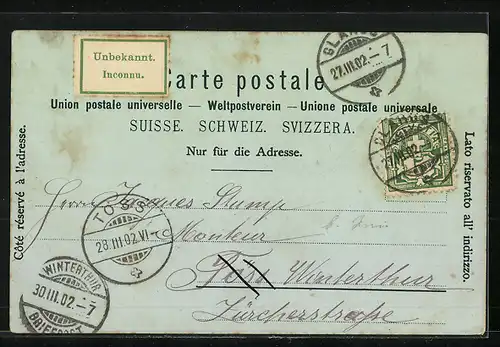 Unbekannt.
Inconnu.
GLARUS
27.III.02.-7
Carte postale
Union postale universelle — Weltpostverein — Unione postale universale
SUISSE. SCHWEIZ. SVIZZERA.
Nur für die Adresse.
Côté réservé à l'adresse.
Lato riservato all' indirizzo.
Herrn Jacques Stump
TÖSS
28.III.02.VI-
Monteur
Töss Winterthur
Zürcherstraße
WINTERTHUR
30.III.02.-7
BRIEFPOST